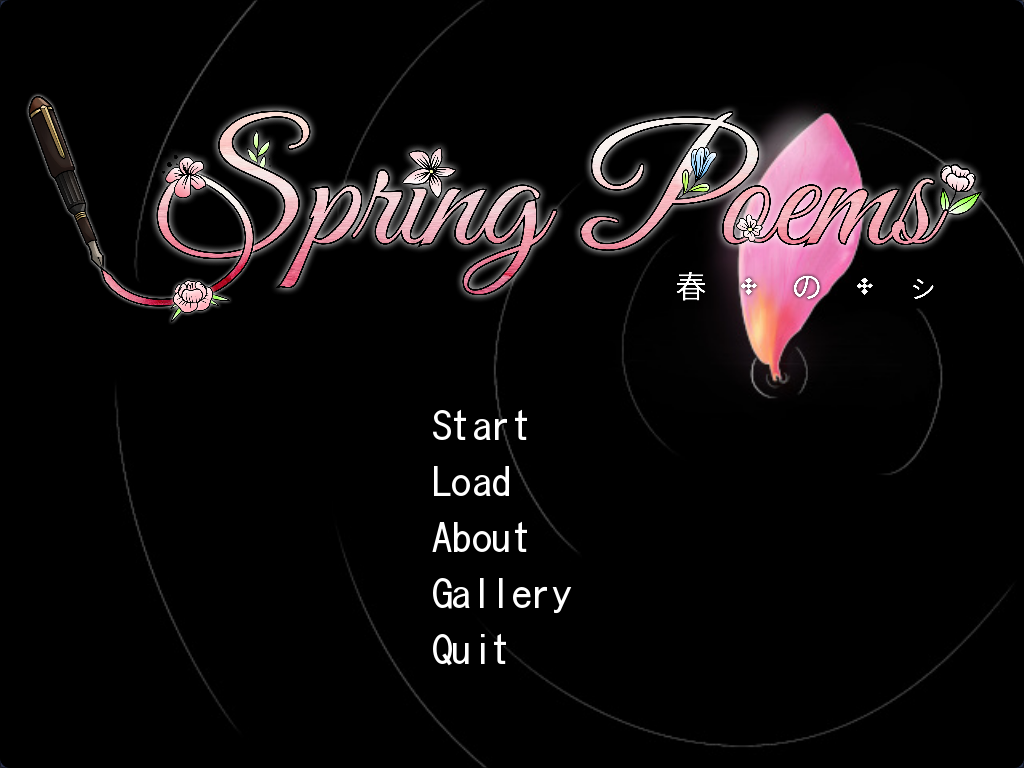 Spring Poems
春 の シ
Start
Load
About
Gallery
Quit